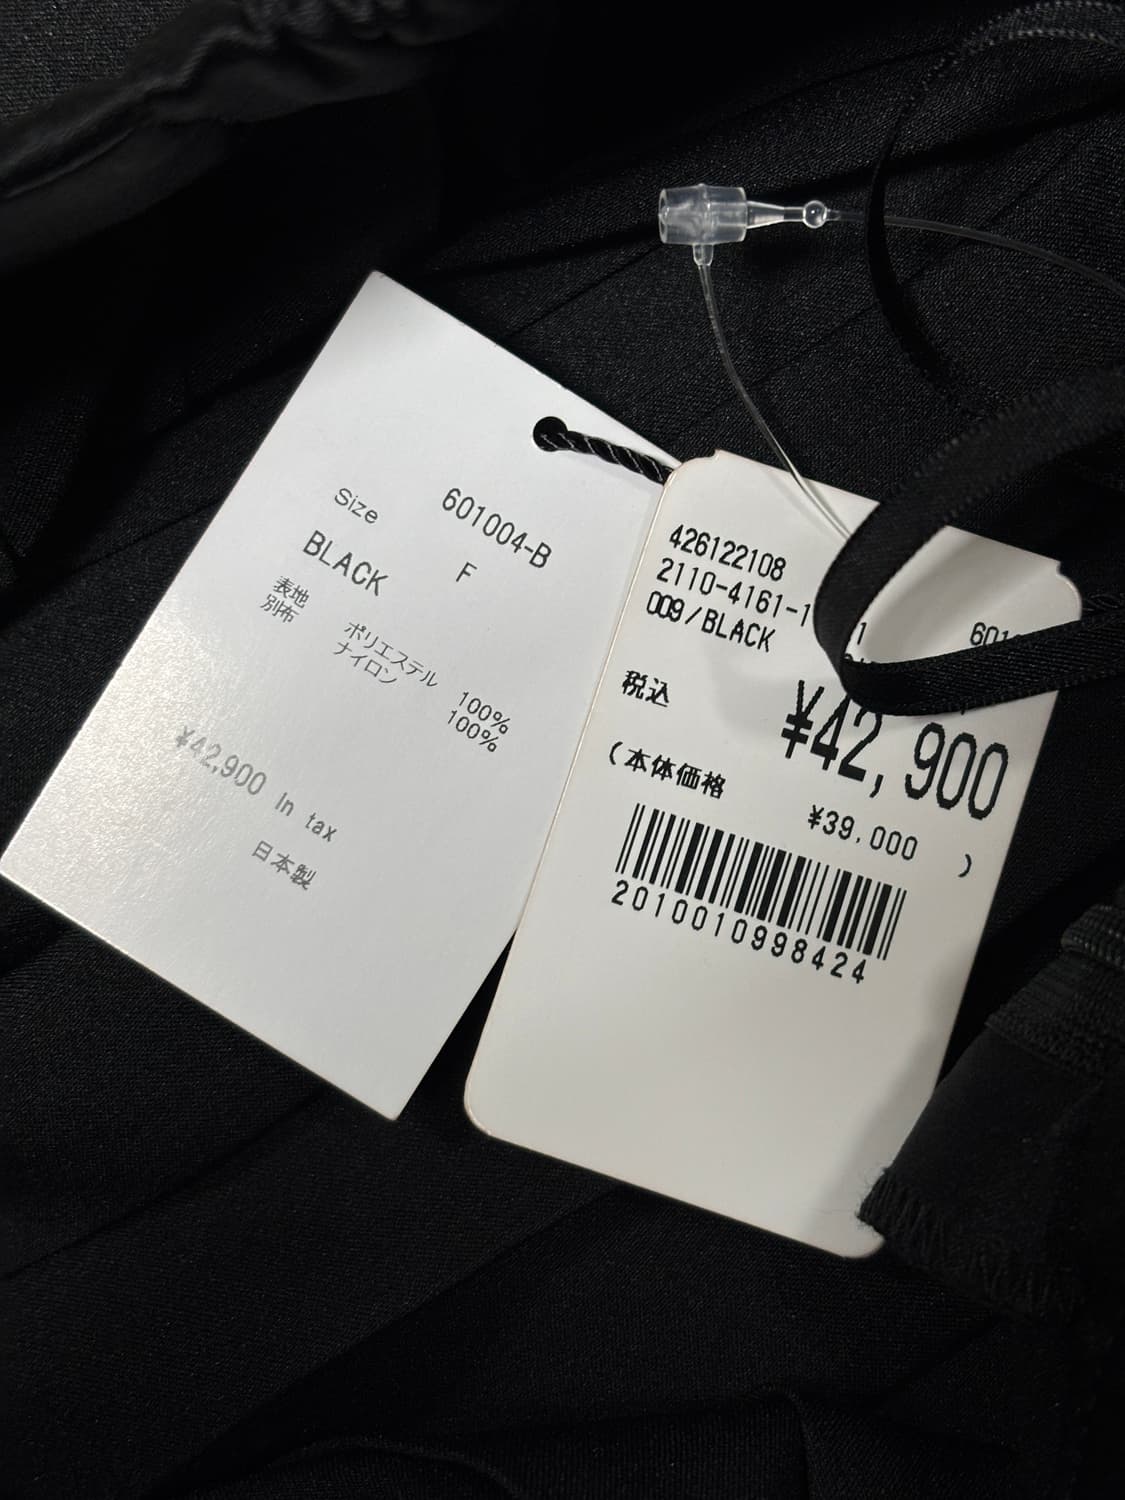 601004-B
Size F
BLACK
表地 ポリエステル 100%
別布 ナイロン 100%
¥42,900 In tax
日本製
426122108
2110-4161-1
009/BLACK
税込 ¥42,900
(本体価格 ¥39,000 )
2010010998424